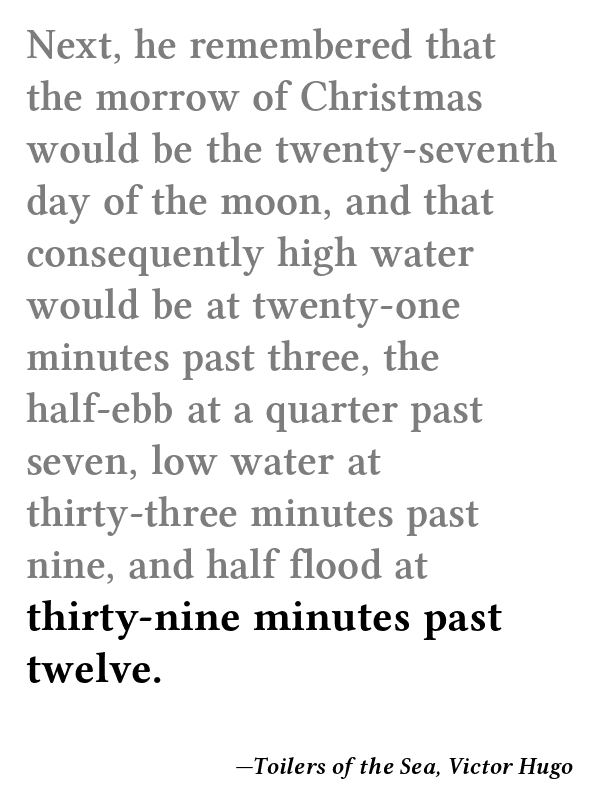 Next, he remembered that
the morrow of Christmas
would be the twenty-seventh
day of the moon, and that
consequently high water
would be at twenty-one
minutes past three, the
half-ebb at a quarter past
seven, low water at
thirty-three minutes past
nine, and half flood at
thirty-nine minutes past
twelve.
—Toilers of the Sea, Victor Hugo